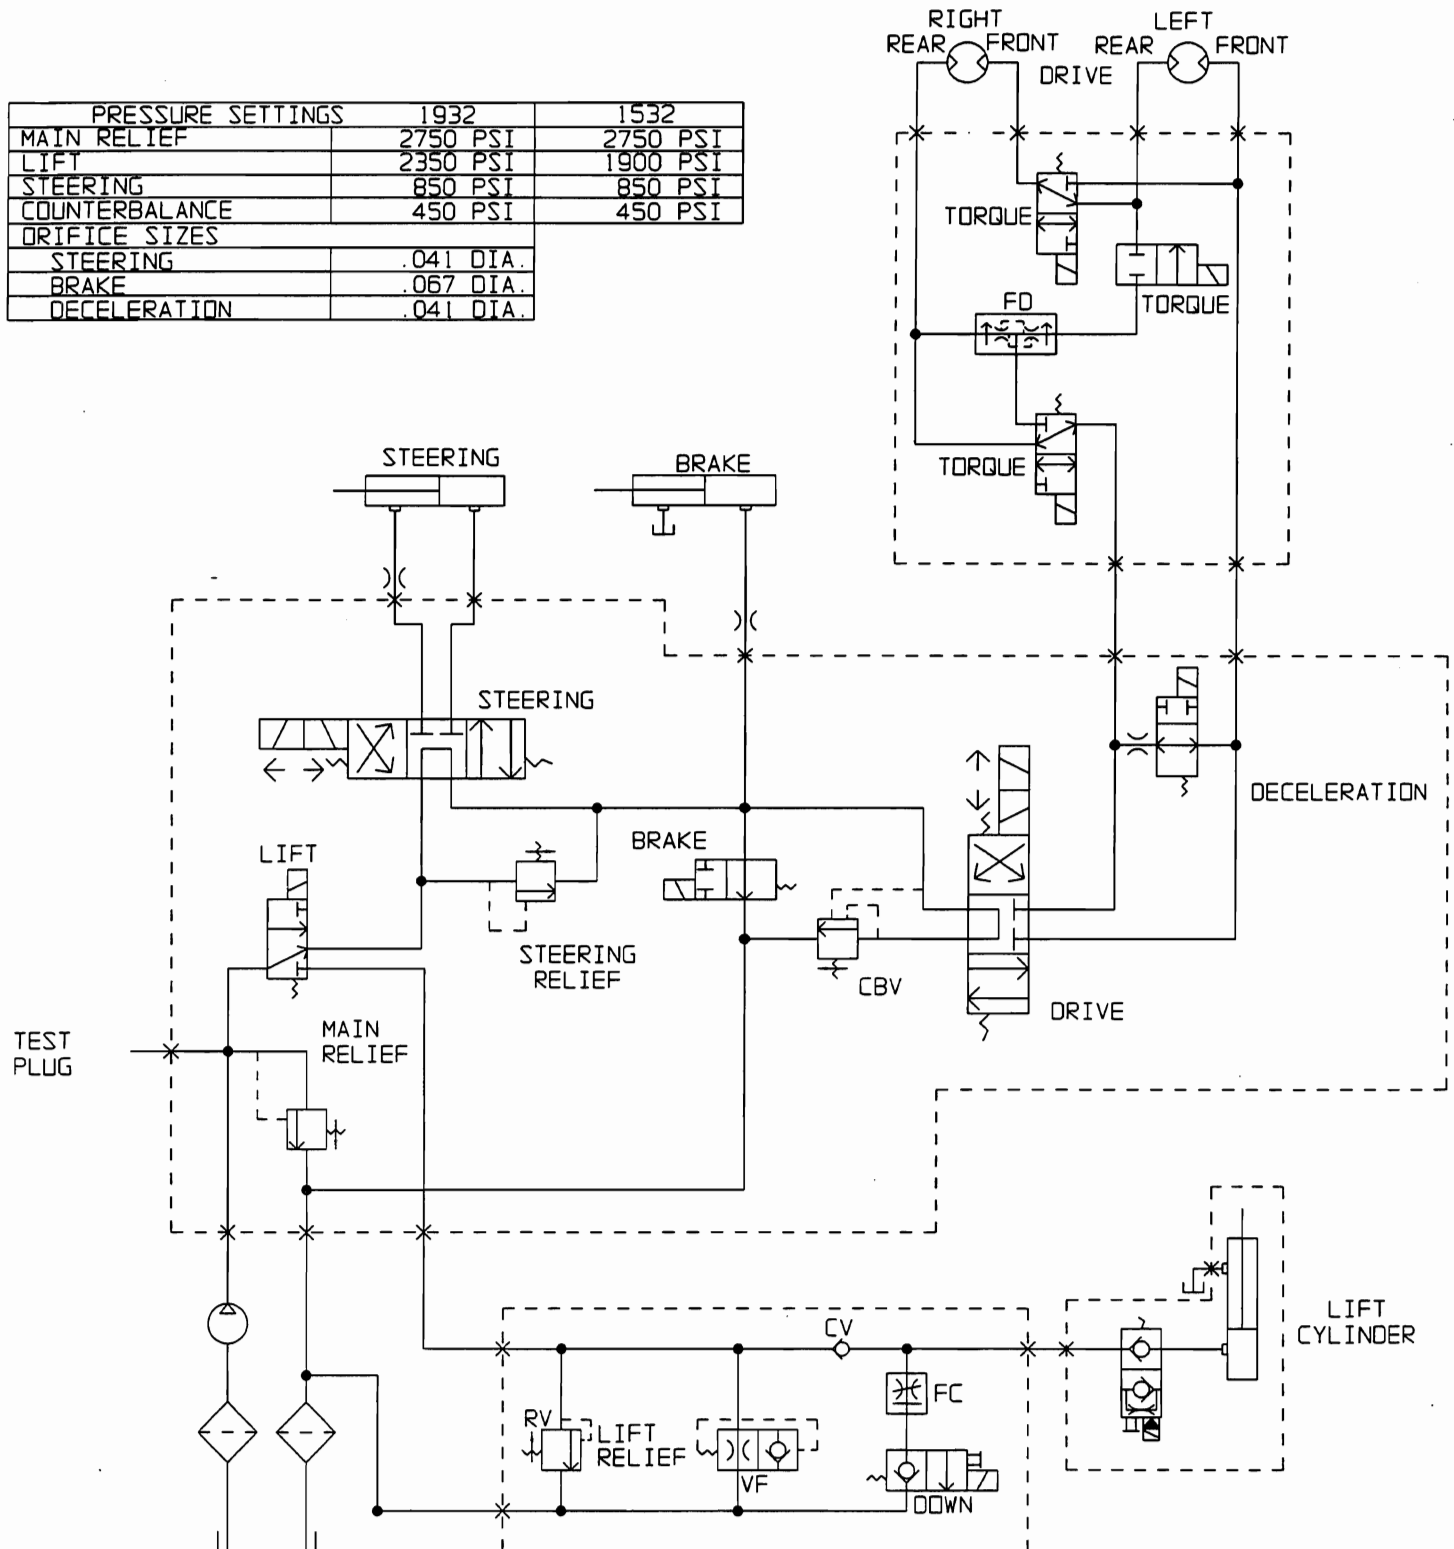 RIGHT LEFT
REAR FRONT REAR FRONT
DRIVE
PRESSURE SETTINGS 1932 1532
MAIN RELIEF 2750 PSI 2750 PSI
LIFT 2350 PSI 1900 PSI
STEERING 850 PSI 850 PSI
COUNTERBALANCE 450 PSI 450 PSI
ORIFICE SIZES
STEERING .041 DIA.
BRAKE .067 DIA.
DECELERATION .041 DIA.
TORQUE
TORQUE
FD
TORQUE
STEERING
BRAKE
STEERING
DECELERATION
BRAKE
LIFT
STEERING
RELIEF
CBV
DRIVE
MAIN
RELIEF
TEST
PLUG
LIFT
CYLINDER
CV
FC
RV
LIFT
RELIEF
VF
DOWN